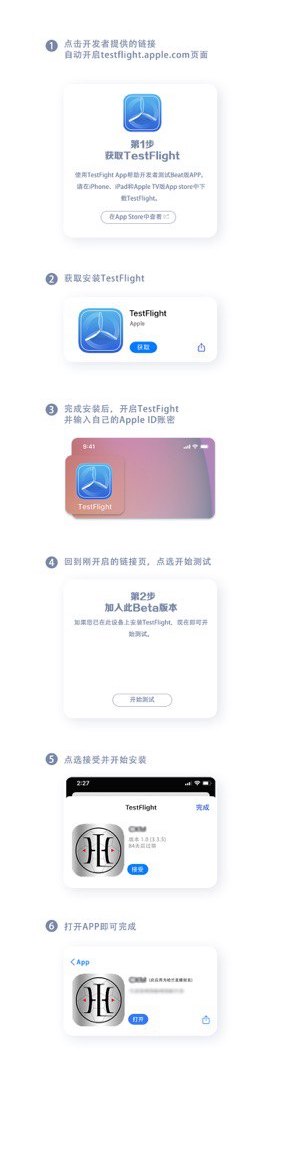 1 点击开发者提供的链接
自动开启testflight.apple.com页面
第1步
获取TestFlight
使用TestFight App帮助开发者测试Beat版APP,
请在iPhone、iPad和Apple TV版App store中下
载TestFlight。
在App Store中查看
2 获取安装TestFlight
TestFlight
Apple
获取
3 完成安装后，开启TestFight
并输入自己的Apple ID账密
8:41
TestFlight
4 回到刚开启的链接页，点选开始测试
第2步
加入此Beta版本
如果您已在此设备上安装TestFlight，现在即可开
始测试。
开始测试
5 点选接受并开始安装
2:27
TestFlight 完成
版本 1.0 (3.3.5)
84天后过期
接受
6 打开APP即可完成
App
打开